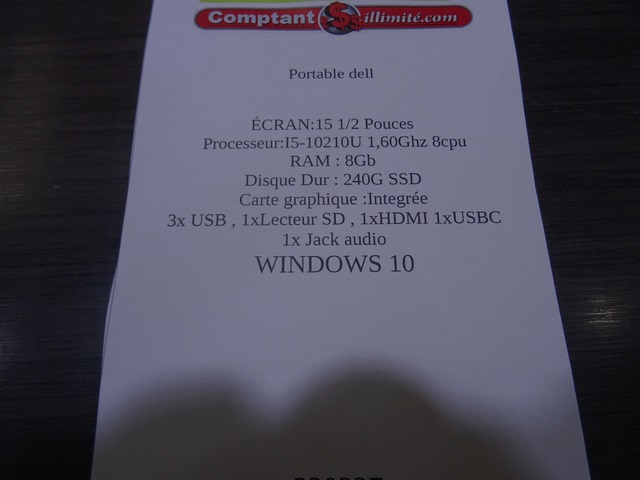 Comptant $ illimité.com
Portable dell
ÉCRAN:15 1/2 Pouces
Processeur:I5-10210U 1,60Ghz 8cpu
RAM : 8Gb
Disque Dur : 240G SSD
Carte graphique :Integrée
3x USB , 1xLecteur SD , 1xHDMI 1xUSBC
1x Jack audio
WINDOWS 10